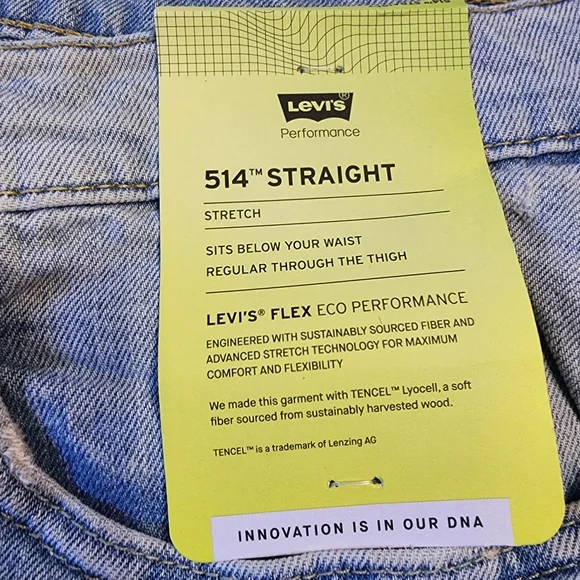 LEVI'S®
Performance
514™ STRAIGHT
STRETCH
SITS BELOW YOUR WAIST
REGULAR THROUGH THE THIGH
LEVI'S® FLEX ECO PERFORMANCE
ENGINEERED WITH SUSTAINABLY SOURCED FIBER AND
ADVANCED STRETCH TECHNOLOGY FOR MAXIMUM
COMFORT AND FLEXIBILITY
We made this garment with TENCEL™ Lyocell, a soft
fiber sourced from sustainably harvested wood.
TENCEL™ is a trademark of Lenzing AG
INNOVATION IS IN OUR DNA